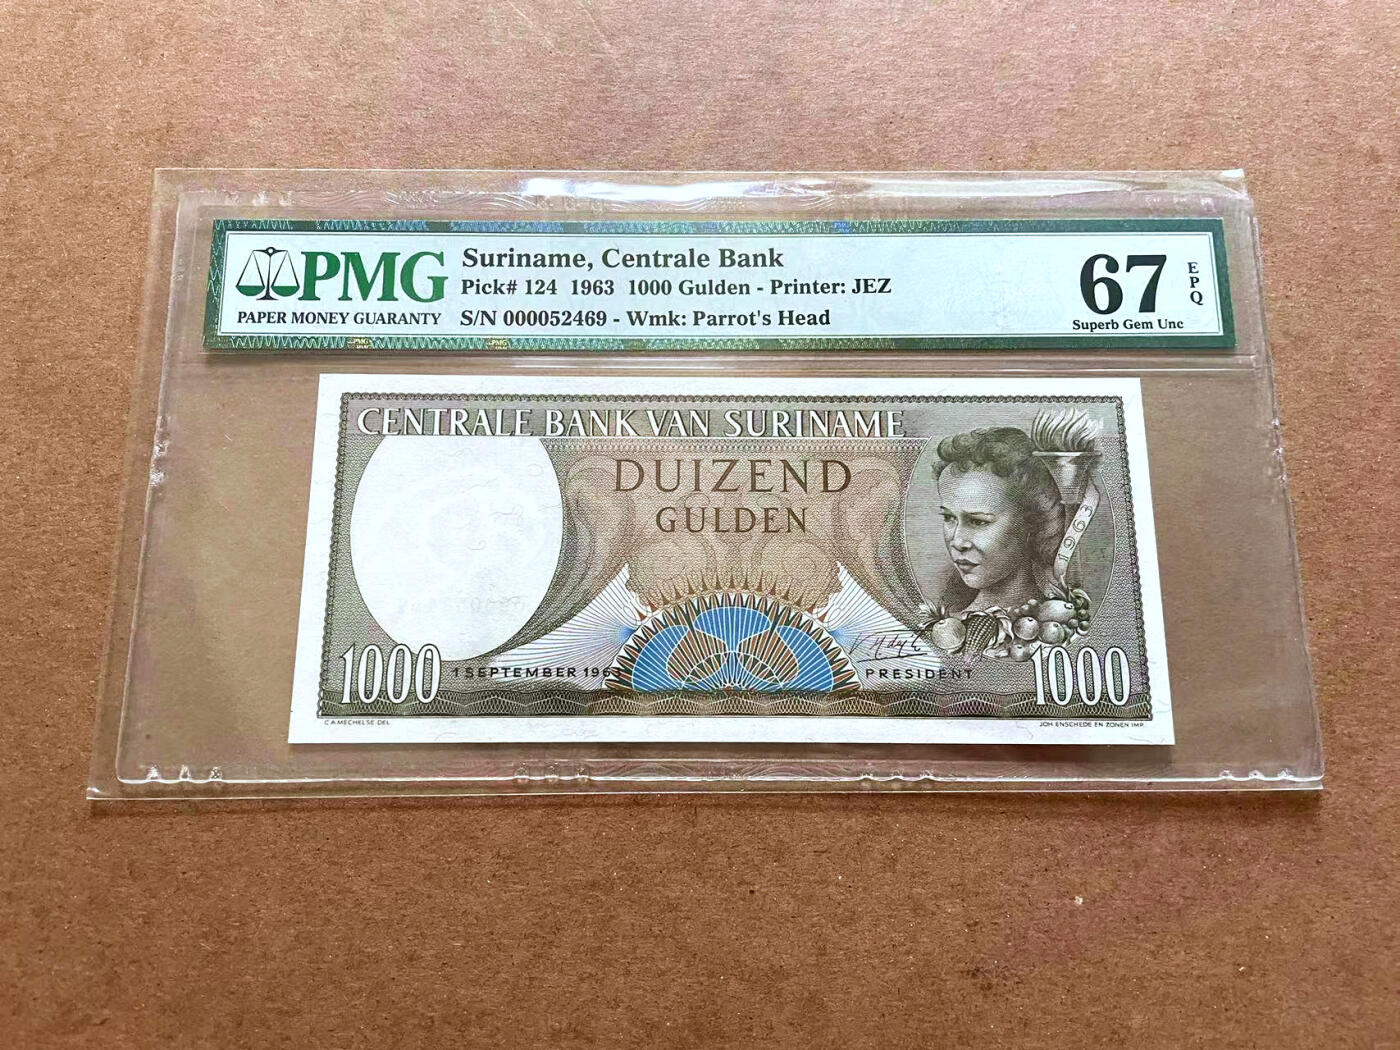 PMG
PAPER MONEY GUARANTY
Suriname, Centrale Bank
Pick# 124 1963 1000 Gulden - Printer: JEZ
S/N 000052469 - Wmk: Parrot's Head
67
EPQ
Superb Gem Unc
CENTRALE BANK VAN SURINAME
DUIZEND
GULDEN
1963
1000
1 SEPTEMBER 1963
PRESIDENT
1000
C.A.MECHELSE DEL.
JOH. ENSCHEDE EN ZONEN IMP.